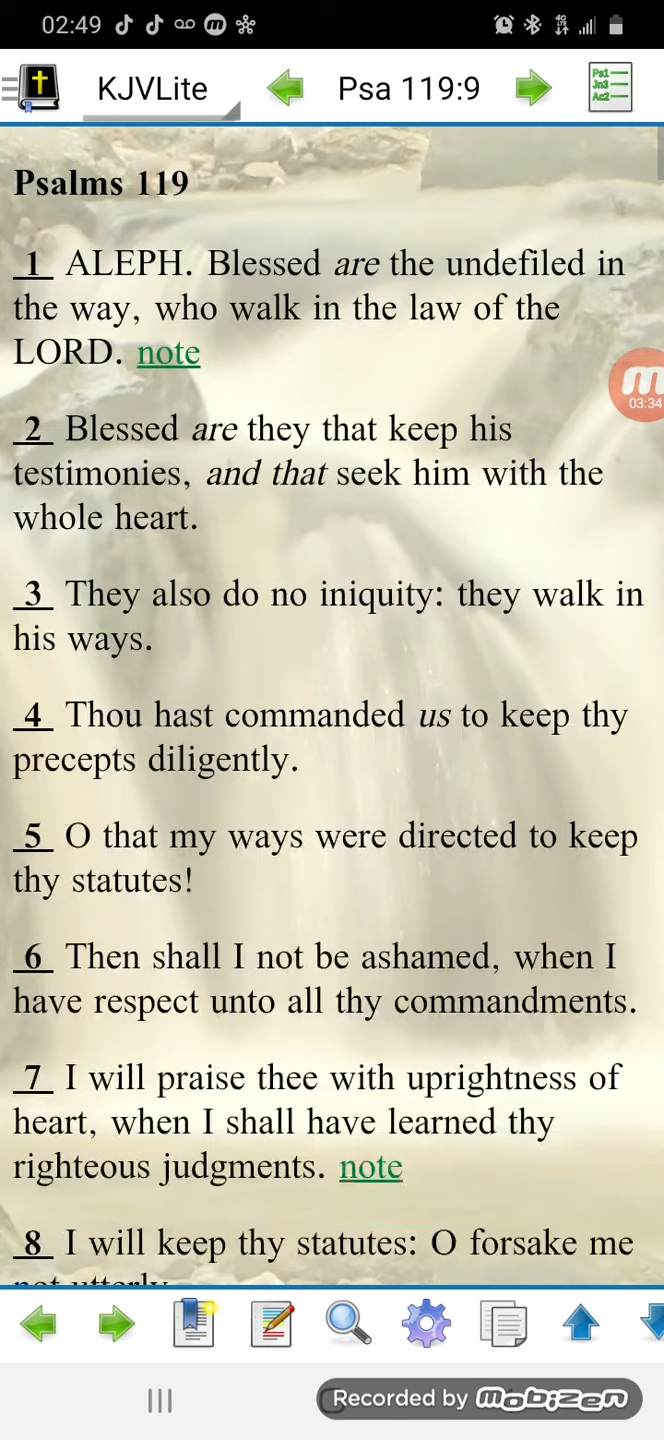 02:49
KJVLite
Psa 119:9
Psalms 119
1 ALEPH. Blessed are the undefiled in
the way, who walk in the law of the
LORD. note
2 Blessed are they that keep his
testimonies, and that seek him with the
whole heart.
3 They also do no iniquity: they walk in
his ways.
4 Thou hast commanded us to keep thy
precepts diligently.
5 O that my ways were directed to keep
thy statutes!
6 Then shall I not be ashamed, when I
have respect unto all thy commandments.
7 I will praise thee with uprightness of
heart, when I shall have learned thy
righteous judgments. note
8 I will keep thy statutes: O forsake me
not utterly
03:34
Recorded by mobizen